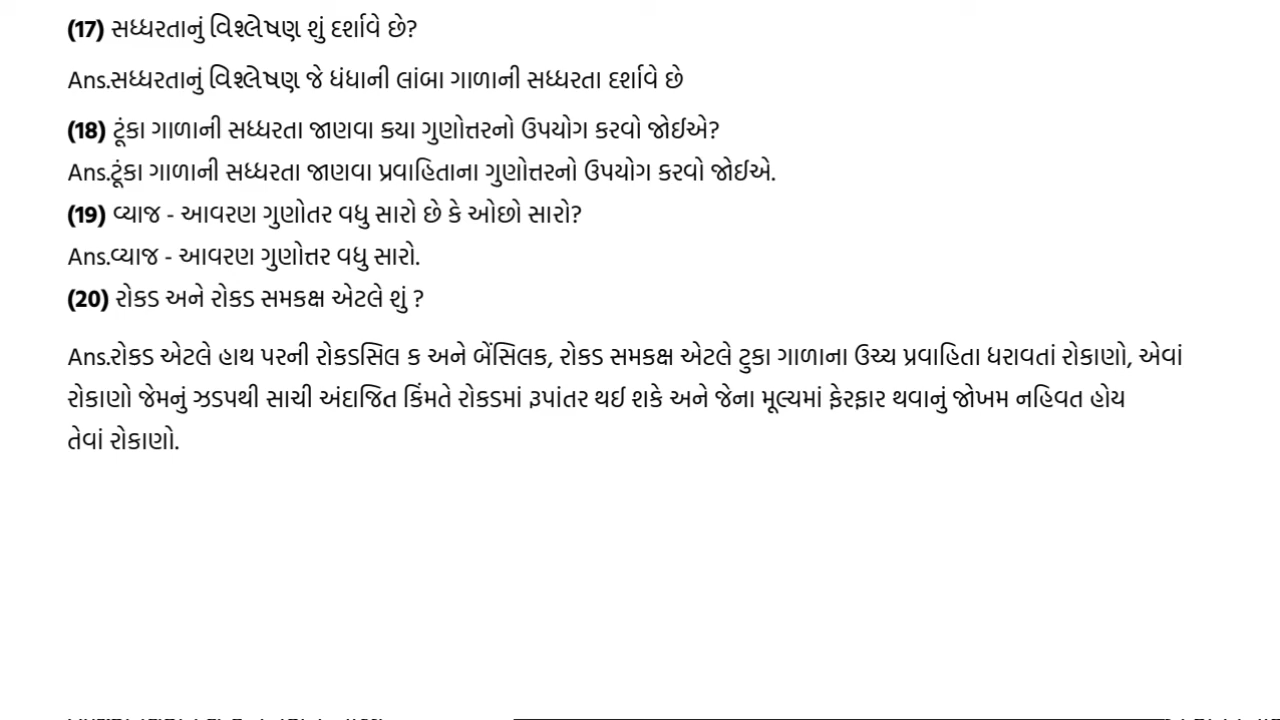 (17) સધ્ધરતાનું વિશ્લેષણ શું દર્શાવે છે?
Ans.સધ્ધરતાનું વિશ્લેષણ જે ધંધાની લાંબા ગાળાની સધ્ધરતા દર્શાવે છે
(18) ટૂંકા ગાળાની સધ્ધરતા જાણવા કયા ગુણોત્તરનો ઉપયોગ કરવો જોઈએ?
Ans.ટૂંકા ગાળાની સધ્ધરતા જાણવા પ્રવાહિતાના ગુણોત્તરનો ઉપયોગ કરવો જોઈએ.
(19) વ્યાજ - આવરણ ગુણોતર વધુ સારો છે કે ઓછો સારો?
Ans.વ્યાજ - આવરણ ગુણોત્તર વધુ સારો.
(20) રોકડ અને રોકડ સમકક્ષ એટલે શું ?
Ans.રોકડ એટલે હાથ પરની રોકડસિલ ક અને બેંસિલક, રોકડ સમકક્ષ એટલે ટુકા ગાળાના ઉચ્ચ પ્રવાહિતા ધરાવતાં રોકાણો, એવાં
રોકાણો જેમનું ઝડપથી સાચી અંદાજિત કિંમતે રોકડમાં રૂપાંતર થઈ શકે અને જેના મૂલ્યમાં ફેરફાર થવાનું જોખમ નહિવત હોય
તેવાં રોકાણો.